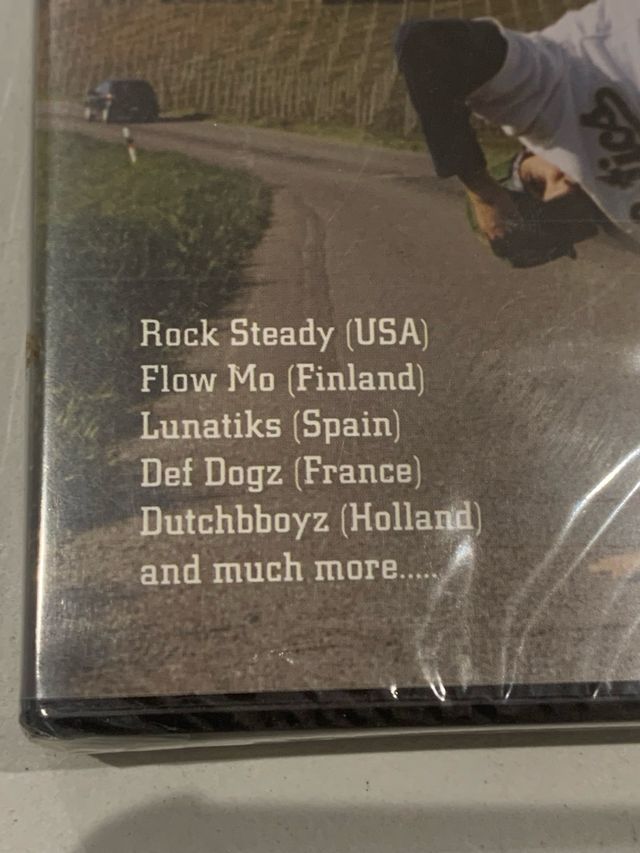 Rock Steady (USA)
Flow Mo (Finland)
Lunatiks (Spain)
Def Dogz (France)
Dutchbboyz (Holland)
and much more.....